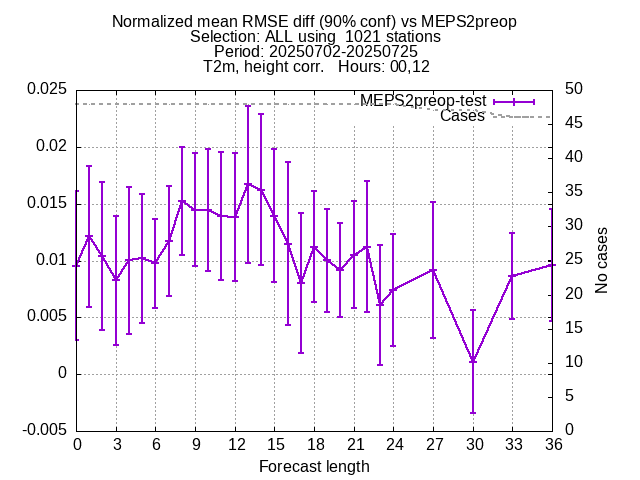 Normalized mean RMSE diff (90% conf) vs MEPS2preop
Selection: ALL using  1021 stations
Period: 20250702-20250725
T2m, height corr.   Hours: 00,12
MEPS2preop-test
Cases
0.025
0.02
0.015
0.01
0.005
0
-0.005
50
45
40
35
30
25
20
15
10
5
0
No cases
0 3 6 9 12 15 18 21 24 27 30 33 36
Forecast length